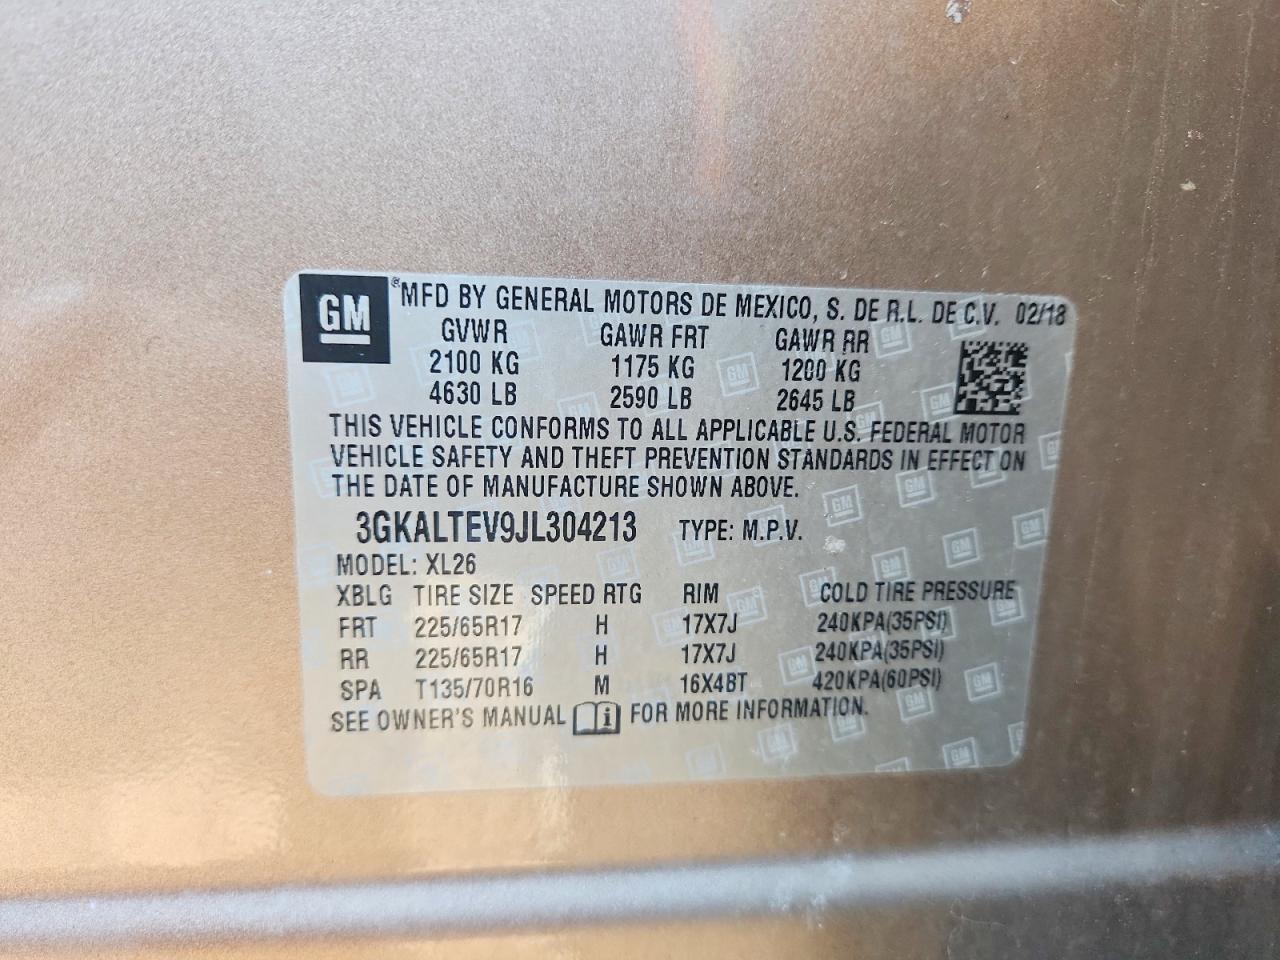 GM ® MFD BY GENERAL MOTORS DE MEXICO, S. DE R.L. DE C.V. 02/18
GVWR GAWR FRT GAWR RR
2100 KG 1175 KG 1200 KG
4630 LB 2590 LB 2645 LB
THIS VEHICLE CONFORMS TO ALL APPLICABLE U.S. FEDERAL MOTOR
VEHICLE SAFETY AND THEFT PREVENTION STANDARDS IN EFFECT ON
THE DATE OF MANUFACTURE SHOWN ABOVE.
3GKALTEV9JL304213 TYPE: M.P.V.
MODEL: XL26
XBLG TIRE SIZE SPEED RTG RIM COLD TIRE PRESSURE
FRT 225/65R17 H 17X7J 240KPA(35PSI)
RR 225/65R17 H 17X7J 240KPA(35PSI)
SPA T135/70R16 M 16X4BT 420KPA(60PSI)
SEE OWNER'S MANUAL i FOR MORE INFORMATION.